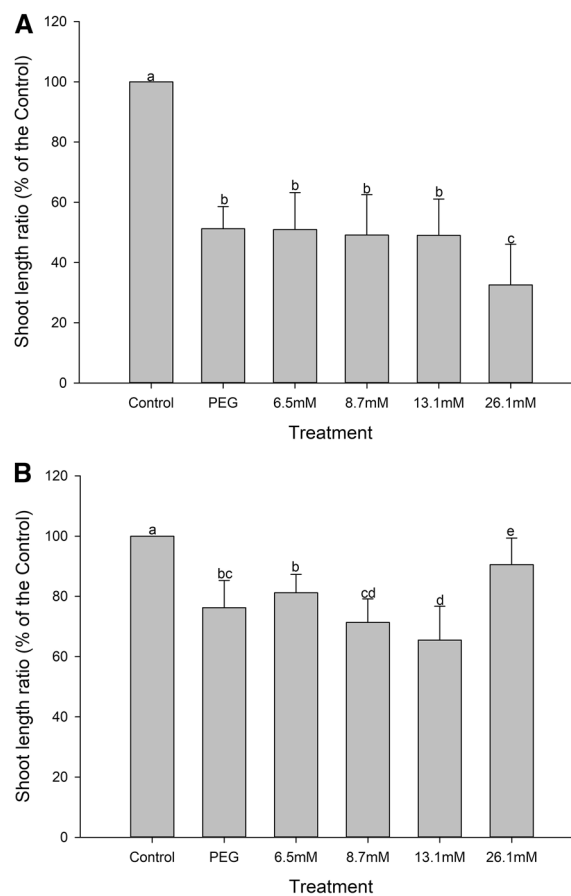 A
Shoot length ratio (% of the Control)
120
100
80
60
40
20
0
a
b
b
b
b
c
Control PEG 6.5mM 8.7mM 13.1mM 26.1mM
Treatment
B
Shoot length ratio (% of the Control)
120
100
80
60
40
20
0
a
bc
b
cd
d
e
Control PEG 6.5mM 8.7mM 13.1mM 26.1mM
Treatment